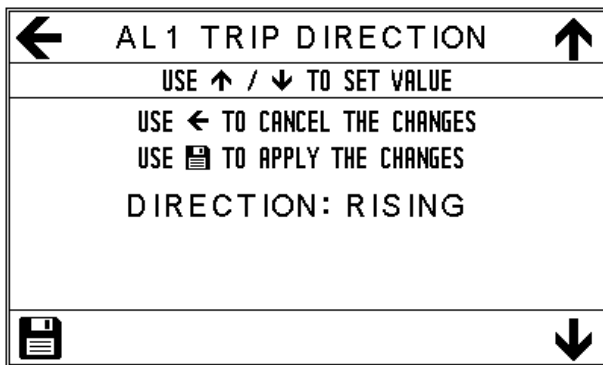 AL1 TRIP DIRECTION
USE ↑ / ↓ TO SET VALUE
USE ← TO CANCEL THE CHANGES
USE 💾 TO APPLY THE CHANGES
DIRECTION: RISING